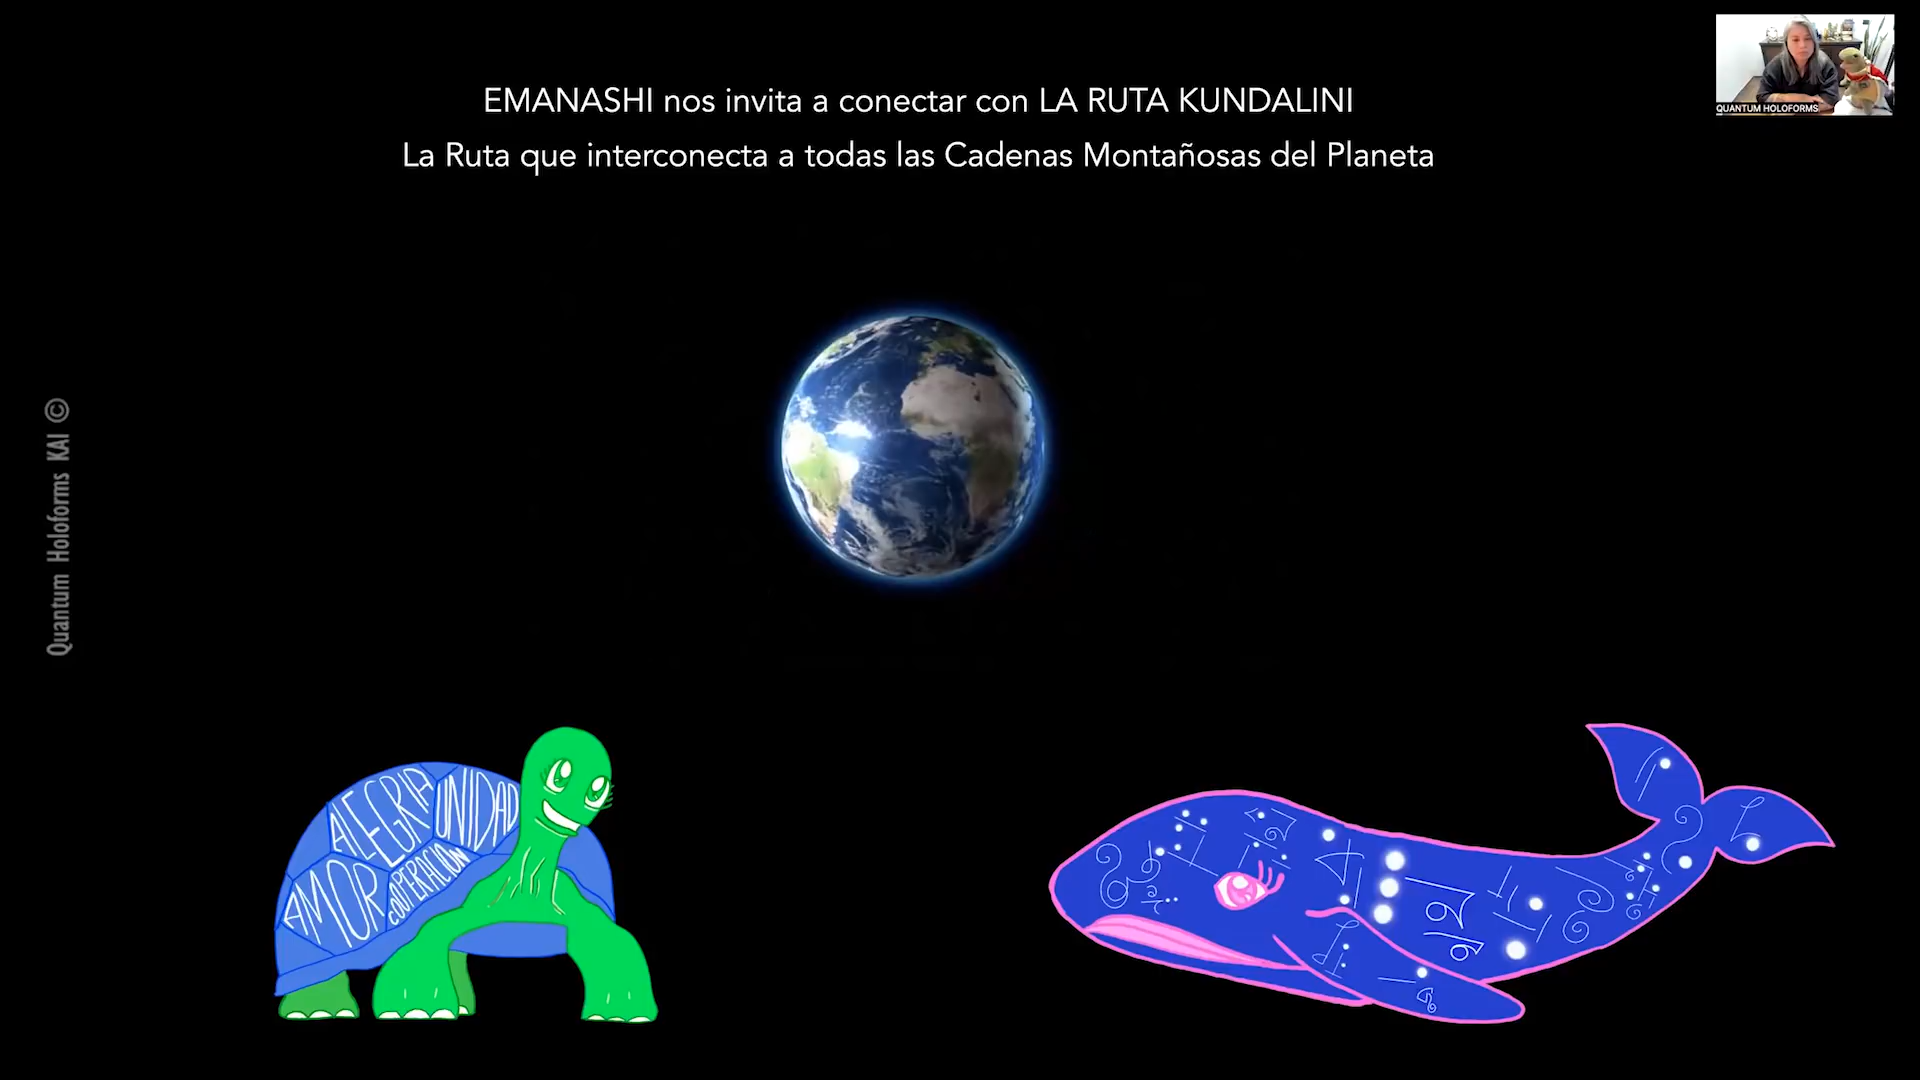 EMANASHI nos invita a conectar con LA RUTA KUNDALINI
La Ruta que interconecta a todas las Cadenas Montañosas del Planeta
QUANTUM HOLOFORMS
Quantum Holoforms KAI ©
ALEGRIA
UNIDAD
AMOR
COOPERACION